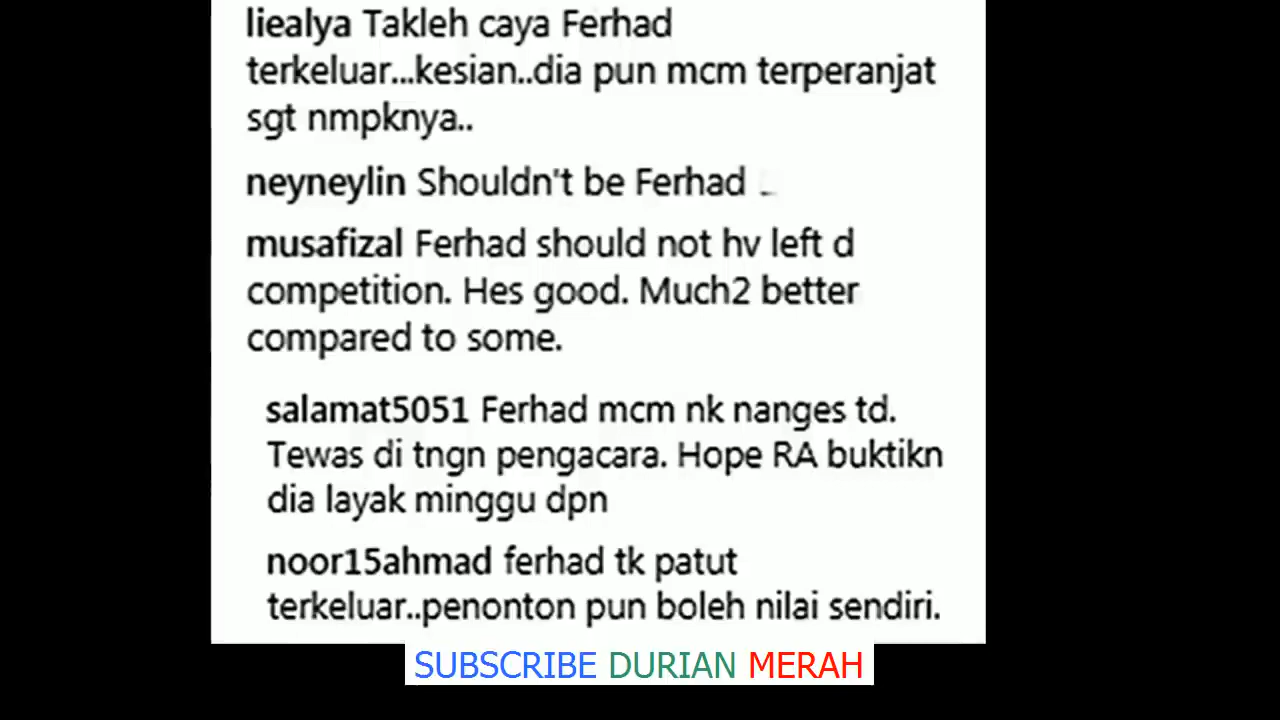 liealya Takleh caya Ferhad
terkeluar...kesian..dia pun mcm terperanjat
sgt nmpknya..
neyneylin Shouldn't be Ferhad
musafizal Ferhad should not hv left d
competition. Hes good. Much2 better
compared to some.
salamat5051 Ferhad mcm nk nanges td.
Tewas di tngn pengacara. Hope RA buktikn
dia layak minggu dpn
noor15ahmad ferhad tk patut
terkeluar..penonton pun boleh nilai sendiri.
SUBSCRIBE DURIAN MERAH